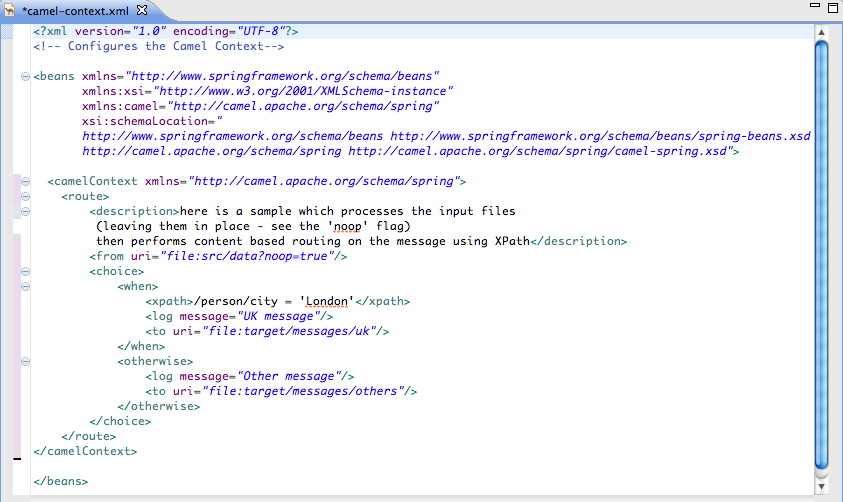 *camel-context.xml
<?xml version="1.0" encoding="UTF-8"?>
<!-- Configures the Camel Context-->
<beans xmlns="http://www.springframework.org/schema/beans"
xmlns:xsi="http://www.w3.org/2001/XMLSchema-instance"
xmlns:camel="http://camel.apache.org/schema/spring"
xsi:schemaLocation="
http://www.springframework.org/schema/beans http://www.springframework.org/schema/beans/spring-beans.xsd
http://camel.apache.org/schema/spring http://camel.apache.org/schema/spring/camel-spring.xsd">
<camelContext xmlns="http://camel.apache.org/schema/spring">
<route>
<description>here is a sample which processes the input files
(leaving them in place - see the 'noop' flag)
then performs content based routing on the message using XPath</description>
<from uri="file:src/data?noop=true"/>
<choice>
<when>
<xpath>/person/city = 'London'</xpath>
<log message="UK message"/>
<to uri="file:target/messages/uk"/>
</when>
<otherwise>
<log message="Other message"/>
<to uri="file:target/messages/others"/>
</otherwise>
</choice>
</route>
</camelContext>
</beans>